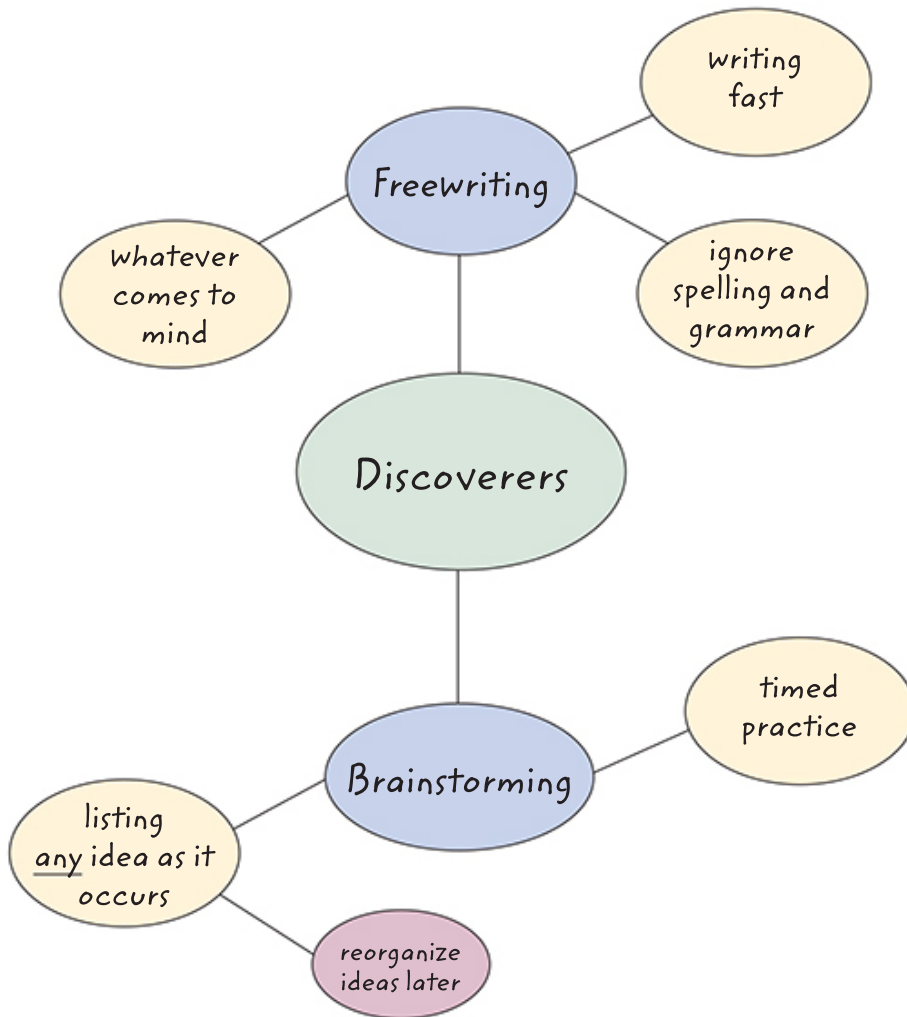 writing
fast
Freewriting
whatever
comes to
mind
ignore
spelling and
grammar
Discoverers
timed
practice
Brainstorming
listing
any idea as it
occurs
reorganize
ideas later